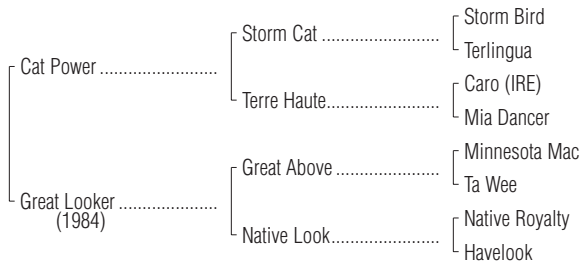 Storm Bird
Storm Cat ..................................
Terlingua
Cat Power ...................................
Caro (IRE)
Terre Haute.................................
Mia Dancer
Minnesota Mac
Great Above ..............................
Ta Wee
Great Looker .............................
(1984)
Native Royalty
Native Look................................
Havelook